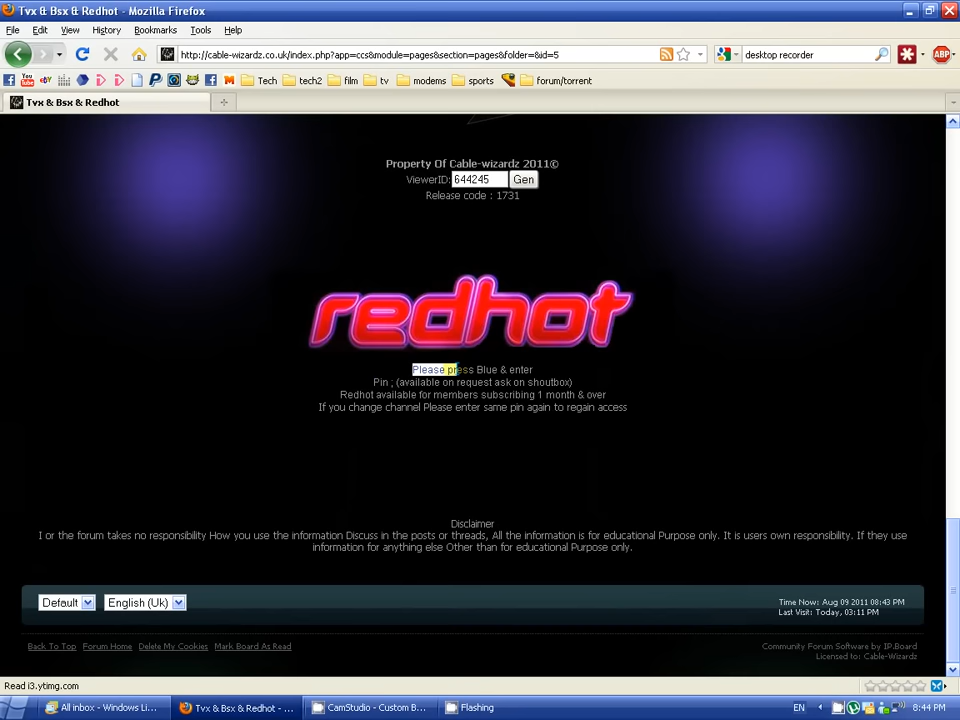 Tvx & Bsx & Redhot - Mozilla Firefox
File Edit View History Bookmarks Tools Help
http://cable-wizardz.co.uk/index.php?app=ccs&module=pages&section=pages&folder=&id=5
desktop recorder
ABP
Tech tech2 film tv modems sports forum/torrent
Tvx & Bsx & Redhot
Property Of Cable-wizardz 2011©
ViewerID: 644245 Gen
Release code : 1731
redhot
Please press Blue & enter
Pin ; (available on request ask on shoutbox)
Redhot available for members subscribing 1 month & over
If you change channel Please enter same pin again to regain access
Disclaimer
I or the forum takes no responsibility How you use the information Discuss in the posts or threads, All the information is for educational Purpose only. It is users own responsibility. If they use
information for anything else Other than for educational Purpose only.
Default English (Uk)
Time Now: Aug 09 2011 08:43 PM
Last Visit: Today, 03:11 PM
Back To Top Forum Home Delete My Cookies Mark Board As Read
Community Forum Software by IP.Board
Licensed to: Cable-Wizardz
Read i3.ytimg.com
All inbox - Windows Li... Tvx & Bsx & Redhot - ... CamStudio - Custom B... Flashing
EN 8:44 PM